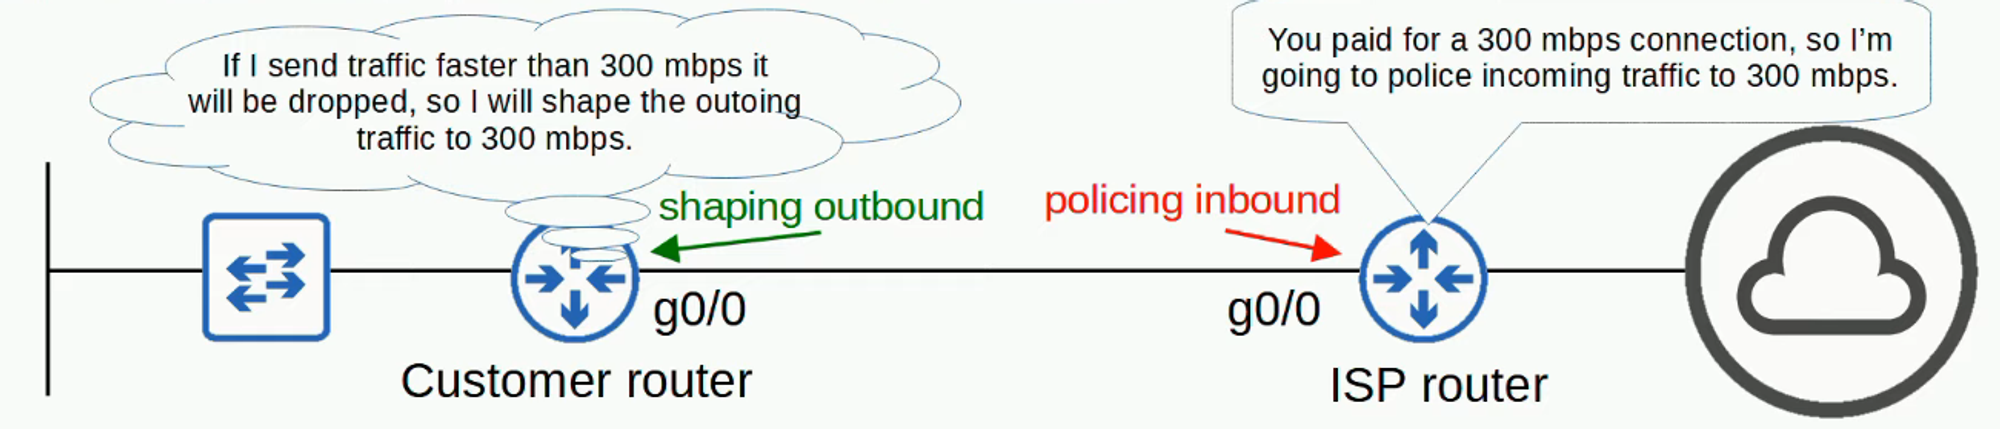 If I send traffic faster than 300 mbps it
will be dropped, so I will shape the outoing
traffic to 300 mbps.
You paid for a 300 mbps connection, so I’m
going to police incoming traffic to 300 mbps.
shaping outbound
policing inbound
g0/0
g0/0
Customer router
ISP router